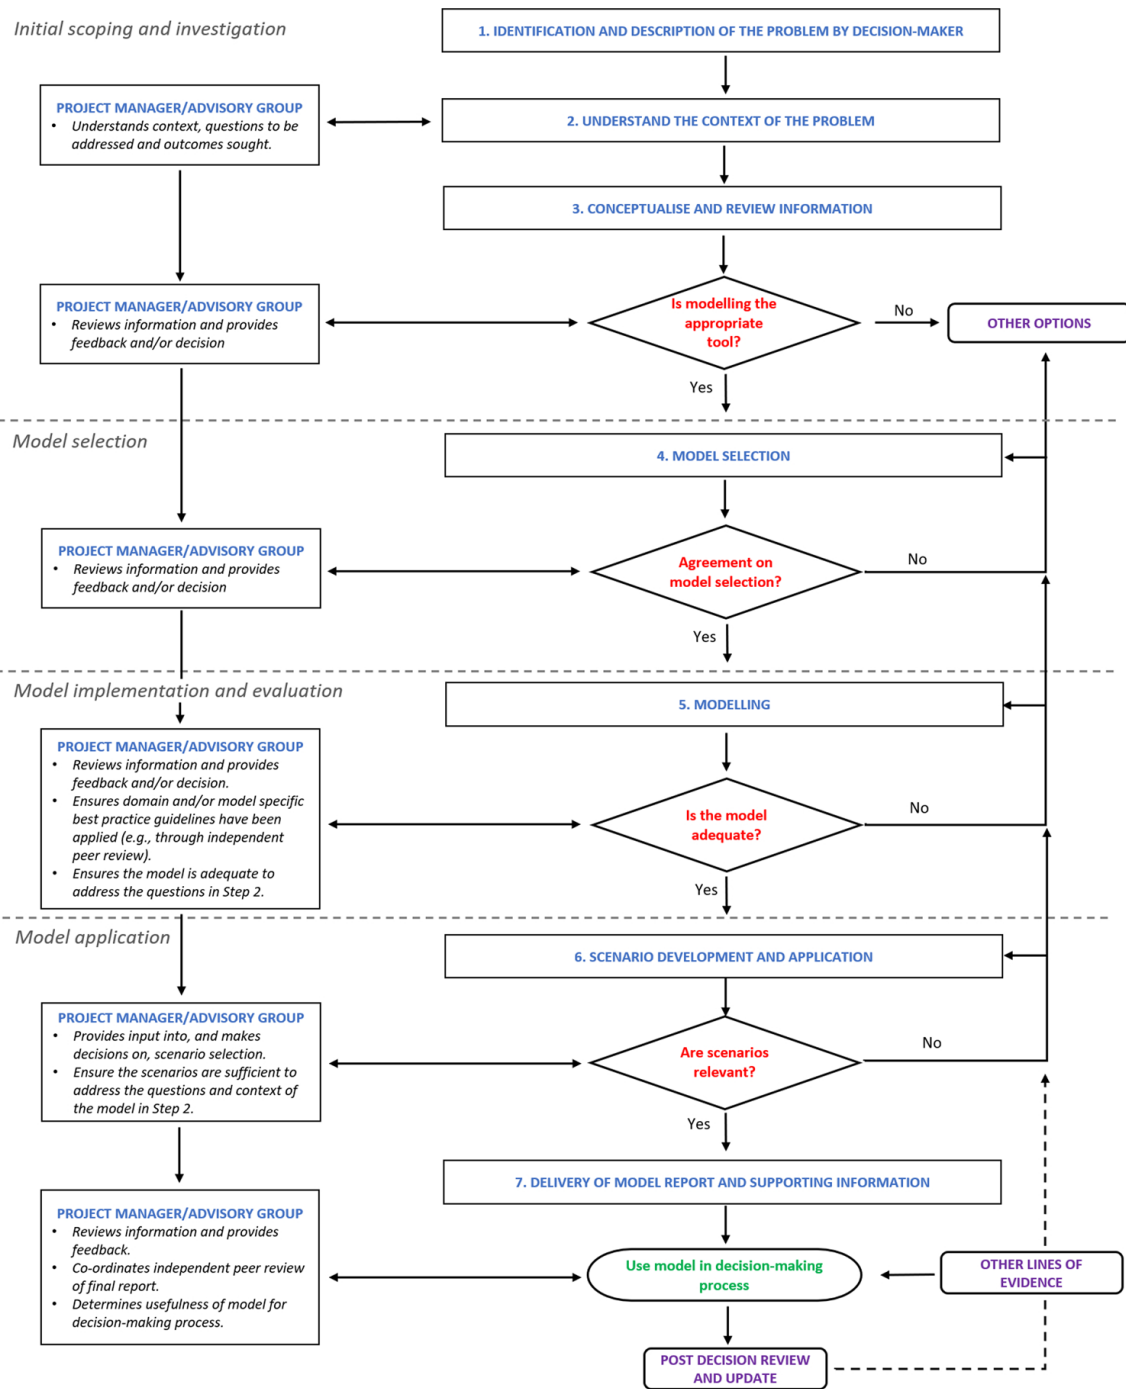 Initial scoping and investigation
1. IDENTIFICATION AND DESCRIPTION OF THE PROBLEM BY DECISION-MAKER
PROJECT MANAGER/ADVISORY GROUP
• Understands context, questions to be
addressed and outcomes sought.
2. UNDERSTAND THE CONTEXT OF THE PROBLEM
3. CONCEPTUALISE AND REVIEW INFORMATION
PROJECT MANAGER/ADVISORY GROUP
• Reviews information and provides
feedback and/or decision
Is modelling the
appropriate
tool?
No
OTHER OPTIONS
Yes
Model selection
4. MODEL SELECTION
PROJECT MANAGER/ADVISORY GROUP
• Reviews information and provides
feedback and/or decision
Agreement on
model selection?
No
Yes
Model implementation and evaluation
5. MODELLING
PROJECT MANAGER/ADVISORY GROUP
• Reviews information and provides
feedback and/or decision.
• Ensures domain and/or model specific
best practice guidelines have been
applied (e.g., through independent
peer review).
• Ensures the model is adequate to
address the questions in Step 2.
Is the model
adequate?
No
Yes
Model application
6. SCENARIO DEVELOPMENT AND APPLICATION
PROJECT MANAGER/ADVISORY GROUP
• Provides input into, and makes
decisions on, scenario selection.
• Ensure the scenarios are sufficient to
address the questions and context of
the model in Step 2.
Are scenarios
relevant?
No
Yes
7. DELIVERY OF MODEL REPORT AND SUPPORTING INFORMATION
PROJECT MANAGER/ADVISORY GROUP
• Reviews information and provides
feedback.
• Co-ordinates independent peer review
of final report.
• Determines usefulness of model for
decision-making process.
Use model in decision-making
process
OTHER LINES OF
EVIDENCE
POST DECISION REVIEW
AND UPDATE